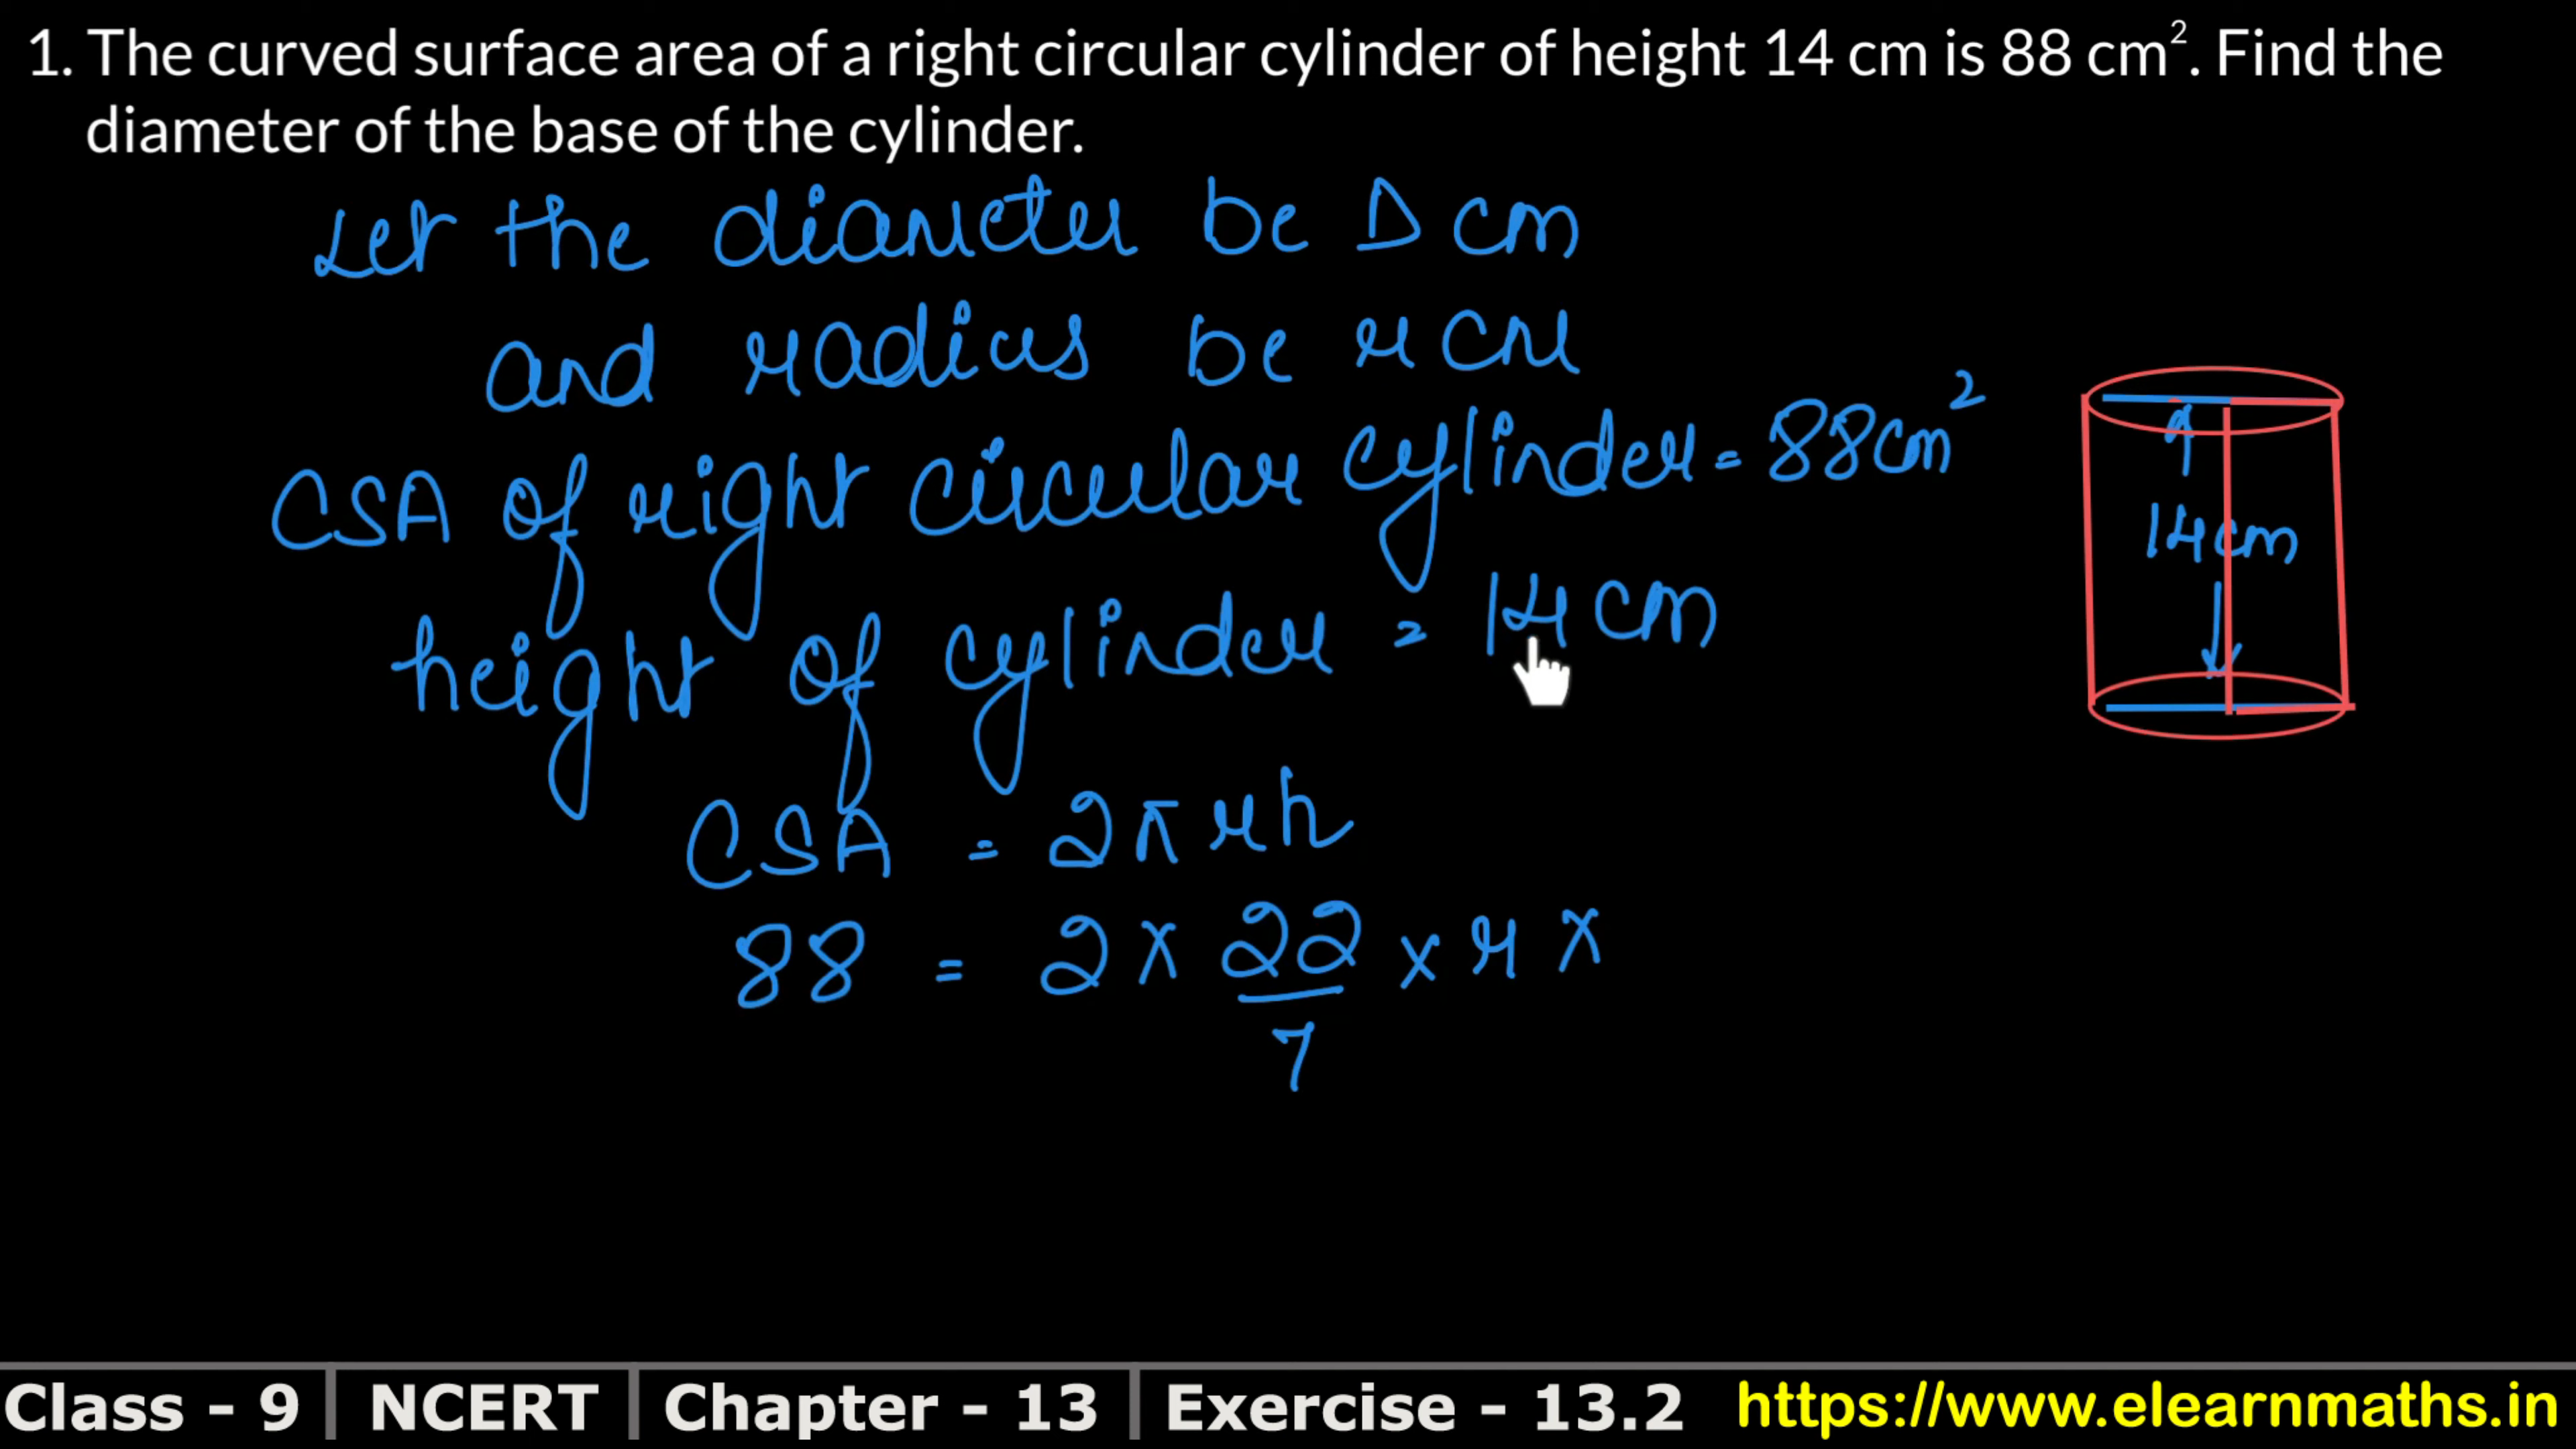 1. The curved surface area of a right circular cylinder of height 14 cm is 88 cm². Find the
diameter of the base of the cylinder.
Let the diameter be D cm
and radius be r cm
CSA of right circular cylinder = 88cm²
height of cylinder = 14 cm
14cm
CSA = 2πrh
88 = 2 × 22/7 × r ×
Class - 9 | NCERT | Chapter - 13 | Exercise - 13.2 https://www.elearnmaths.in